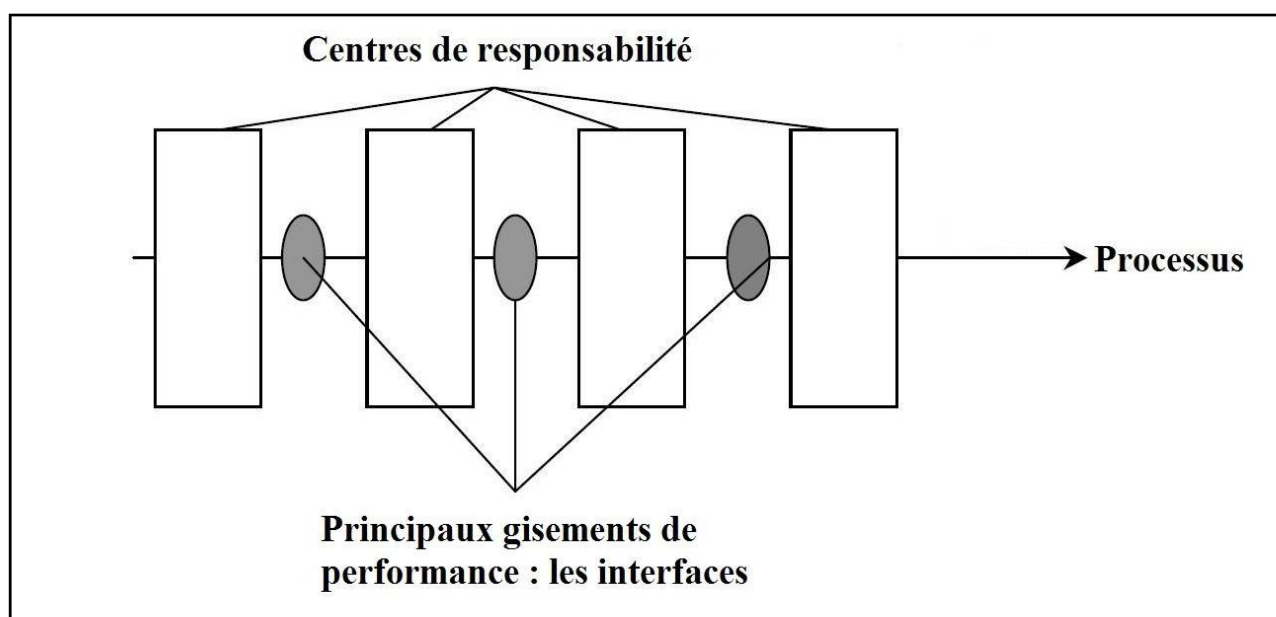 Centres de responsabilité
Processus
Principaux gisements de
performance : les interfaces